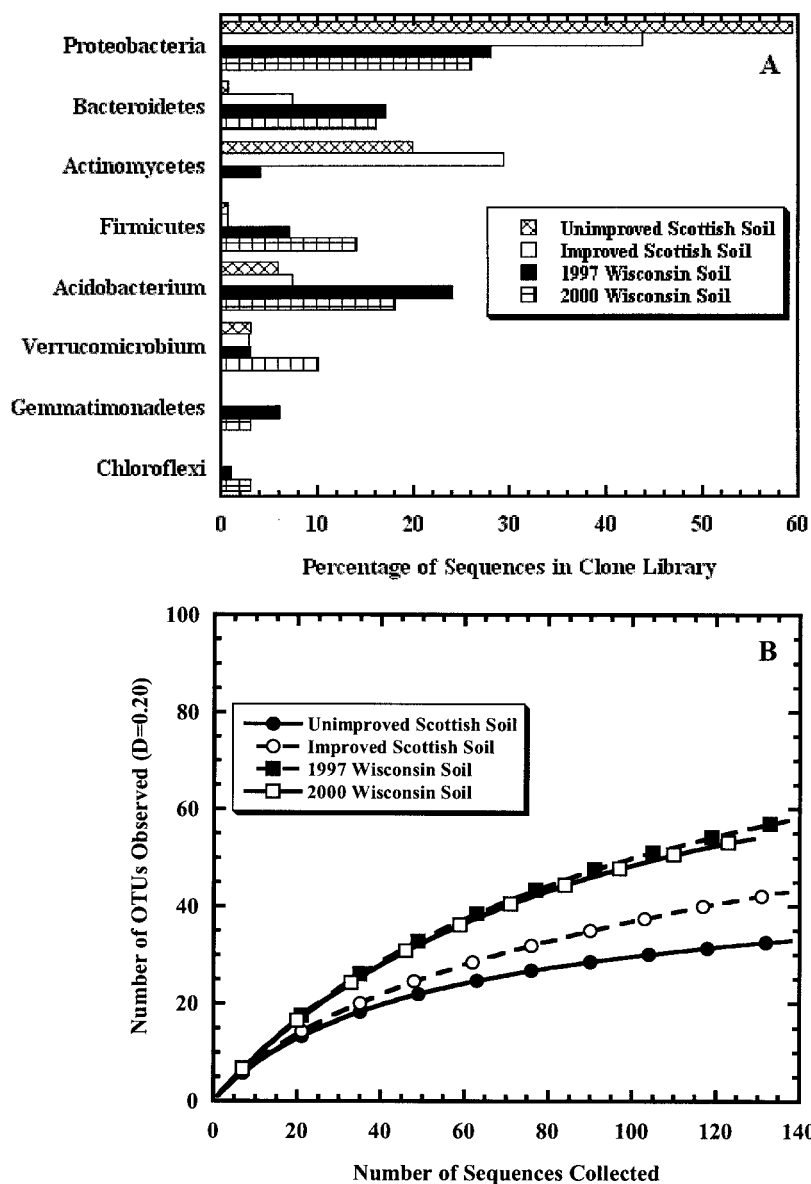 A
Proteobacteria
Bacteroidetes
Actinomycetes
Firmicutes
Acidobacterium
Verrucomicrobium
Gemmatimonadetes
Chloroflexi
Unimproved Scottish Soil
Improved Scottish Soil
1997 Wisconsin Soil
2000 Wisconsin Soil
0 10 20 30 40 50 60
Percentage of Sequences in Clone Library
B
100
80
60
40
20
0
Number of OTUs Observed (D=0.20)
Unimproved Scottish Soil
Improved Scottish Soil
1997 Wisconsin Soil
2000 Wisconsin Soil
0 20 40 60 80 100 120 140
Number of Sequences Collected